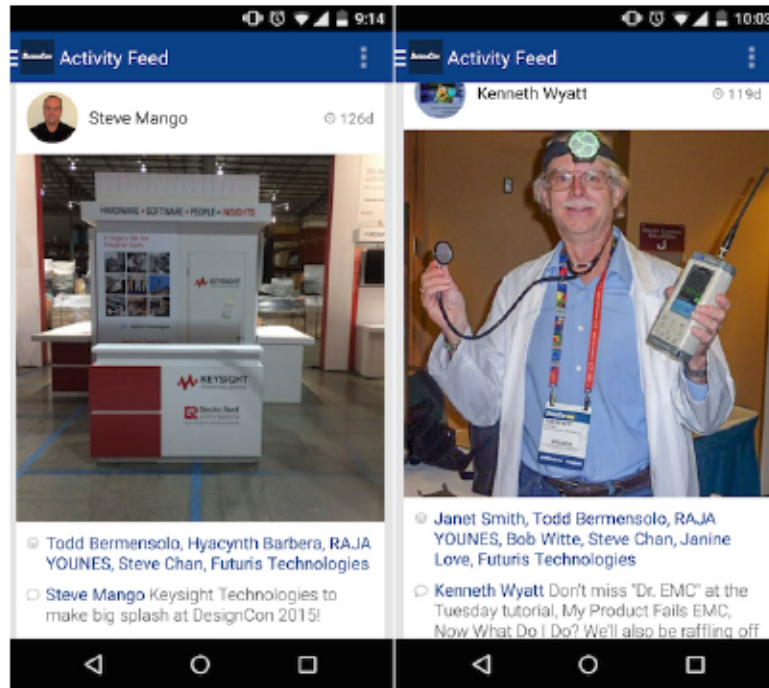 9:14
Activity Feed
Steve Mango
126d
HARDWARE + SOFTWARE + PEOPLE = INSIGHTS
KEYSIGHT
KEYSIGHT
TECHNOLOGIES
Todd Bermensolo, Hyacynth Barbera, RAJA
YOUNES, Steve Chan, Futuris Technologies
Steve Mango Keysight Technologies to
make big splash at DesignCon 2015!
10:03
Activity Feed
Kenneth Wyatt
119d
J
Janet Smith, Todd Bermensolo, RAJA
YOUNES, Bob Witte, Steve Chan, Janine
Love, Futuris Technologies
Kenneth Wyatt Don't miss "Dr. EMC" at the
Tuesday tutorial, My Product Fails EMC,
Now What Do I Do? We'll also be raffling off